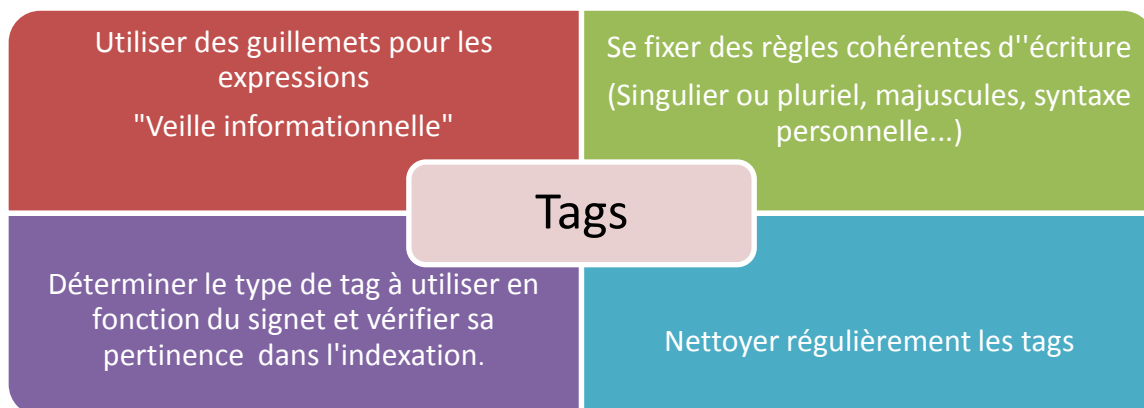 Utiliser des guillemets pour les
expressions
"Veille informationnelle"
Se fixer des règles cohérentes d''écriture
(Singulier ou pluriel, majuscules, syntaxe
personnelle...)
Tags
Déterminer le type de tag à utiliser en
fonction du signet et vérifier sa
pertinence  dans l'indexation.
Nettoyer régulièrement les tags